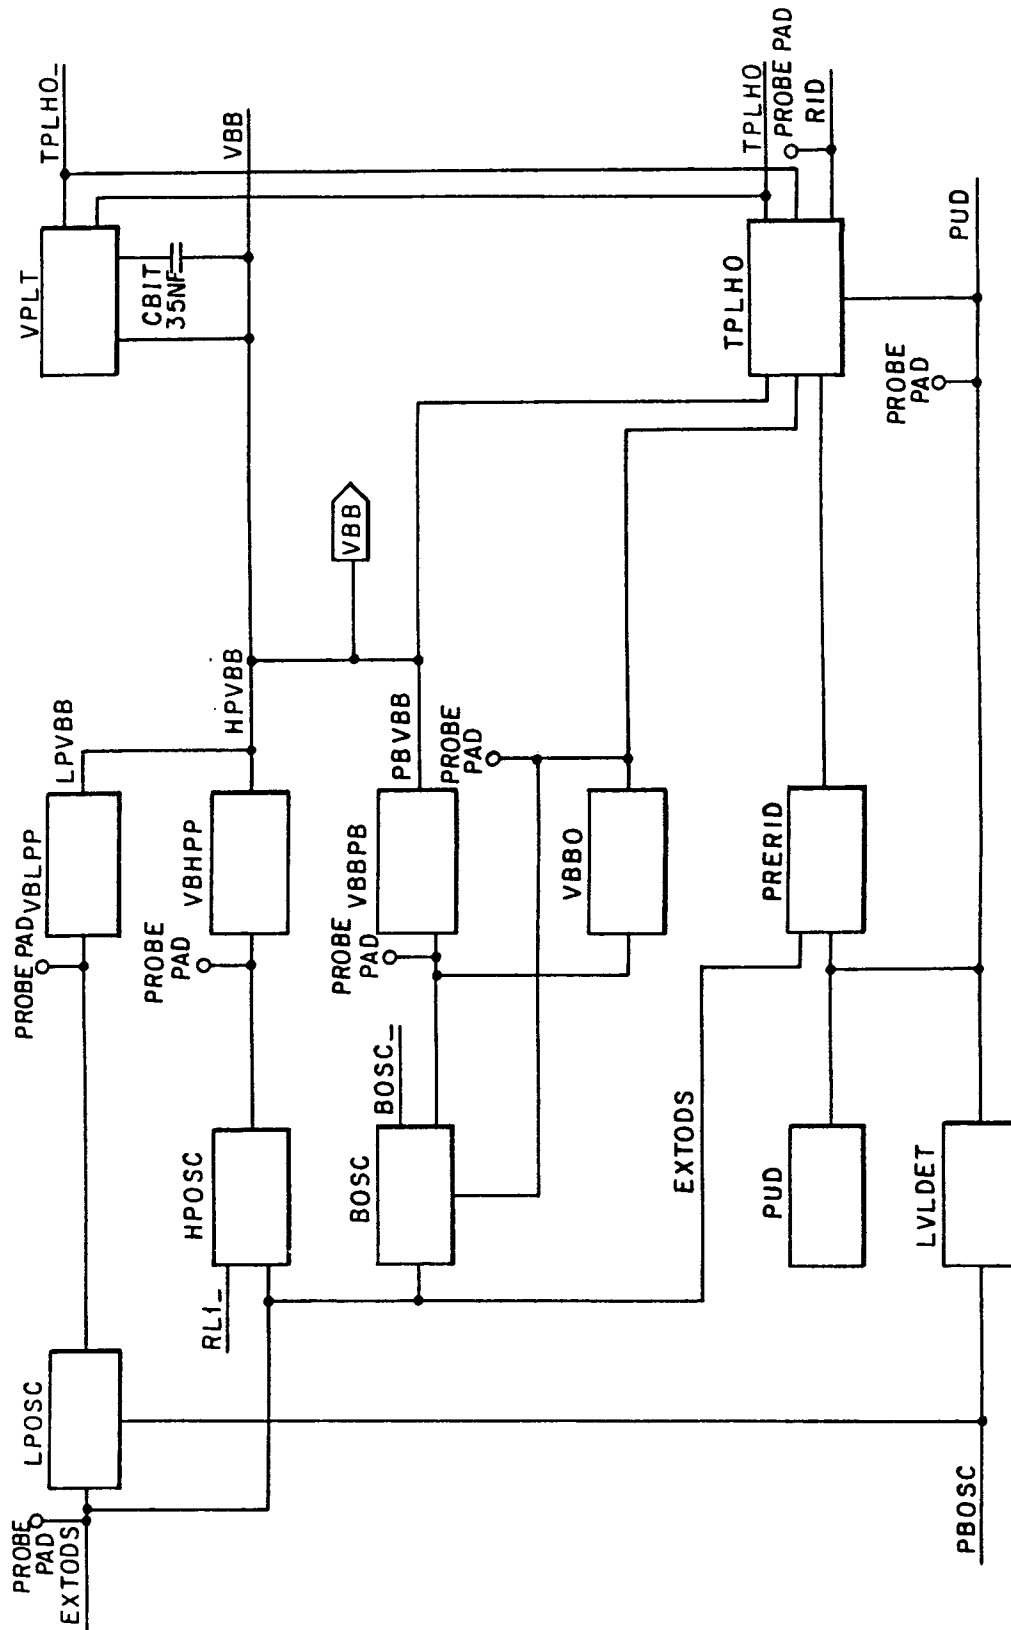 PROBE
PAD
EXTODS
LPOSC
PROBE PAD
VBLPP
LPVBB
VPLT
TPLHO_
RL1_
HPOSC
PROBE
PAD
VBHPP
HPVBB
CBIT
35NF
VBB
BOSC
BOSC_
PROBE
PAD
VBBPB
PBVBB
VBB
PROBE
PAD
VBBO
EXTODS
PUD
PRERID
TPLHO
TPLHO
PROBE PAD
RID
PBOSC
LVLDET
PROBE
PAD
PUD